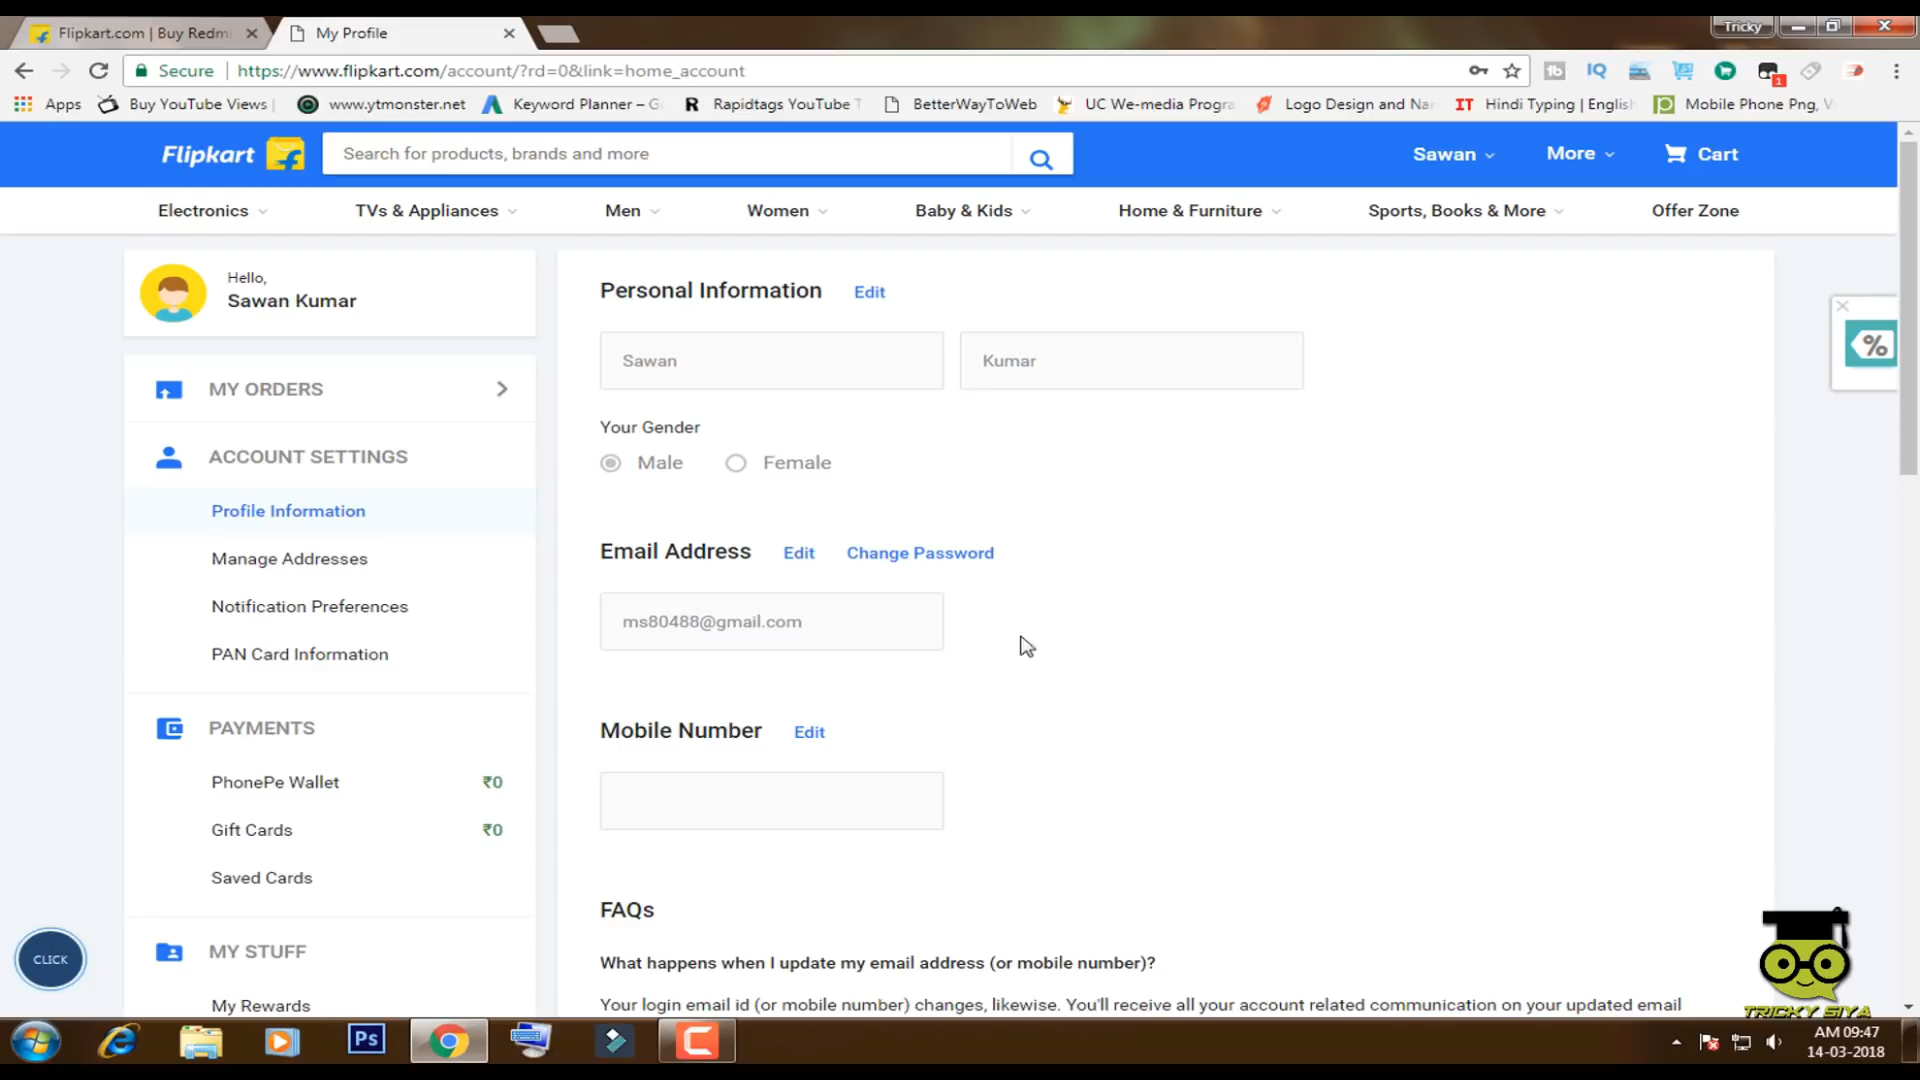 Flipkart.com | Buy Redm
My Profile
Tricky
Secure
https://www.flipkart.com/account/?rd=0&link=home_account
Apps
Buy YouTube Views
www.ytmonster.net
Keyword Planner – G
Rapidtags YouTube T
BetterWayToWeb
UC We-media Progra
Logo Design and Nar
IT
Hindi Typing | English
Mobile Phone Png, V
Flipkart
Search for products, brands and more
Sawan
More
Cart
Electronics
TVs & Appliances
Men
Women
Baby & Kids
Home & Furniture
Sports, Books & More
Offer Zone
Hello,
Sawan Kumar
MY ORDERS
ACCOUNT SETTINGS
Profile Information
Manage Addresses
Notification Preferences
PAN Card Information
PAYMENTS
PhonePe Wallet ₹0
Gift Cards ₹0
Saved Cards
MY STUFF
My Rewards
Personal Information Edit
Sawan
Kumar
Your Gender
Male
Female
Email Address Edit Change Password
ms80488@gmail.com
Mobile Number Edit
FAQs
What happens when I update my email address (or mobile number)?
Your login email id (or mobile number) changes, likewise. You'll receive all your account related communication on your updated email
%
CLICK
TRICKY SIYA
Ps
AM 09:47
14-03-2018